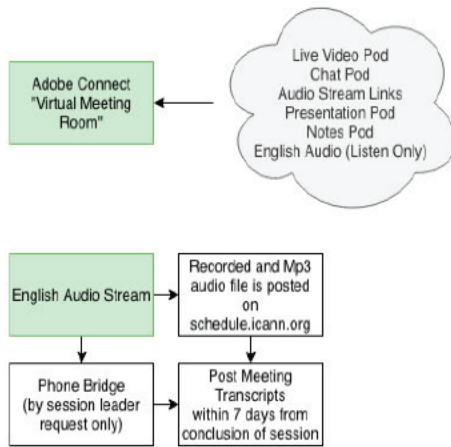 Adobe Connect
"Virtual Meeting
Room"
Live Video Pod
Chat Pod
Audio Stream Links
Presentation Pod
Notes Pod
English Audio (Listen Only)
English Audio Stream
Recorded and Mp3
audio file is posted
on
schedule.icann.org
Phone Bridge
(by session leader
request only)
Post Meeting
Transcripts
within 7 days from
conclusion of session